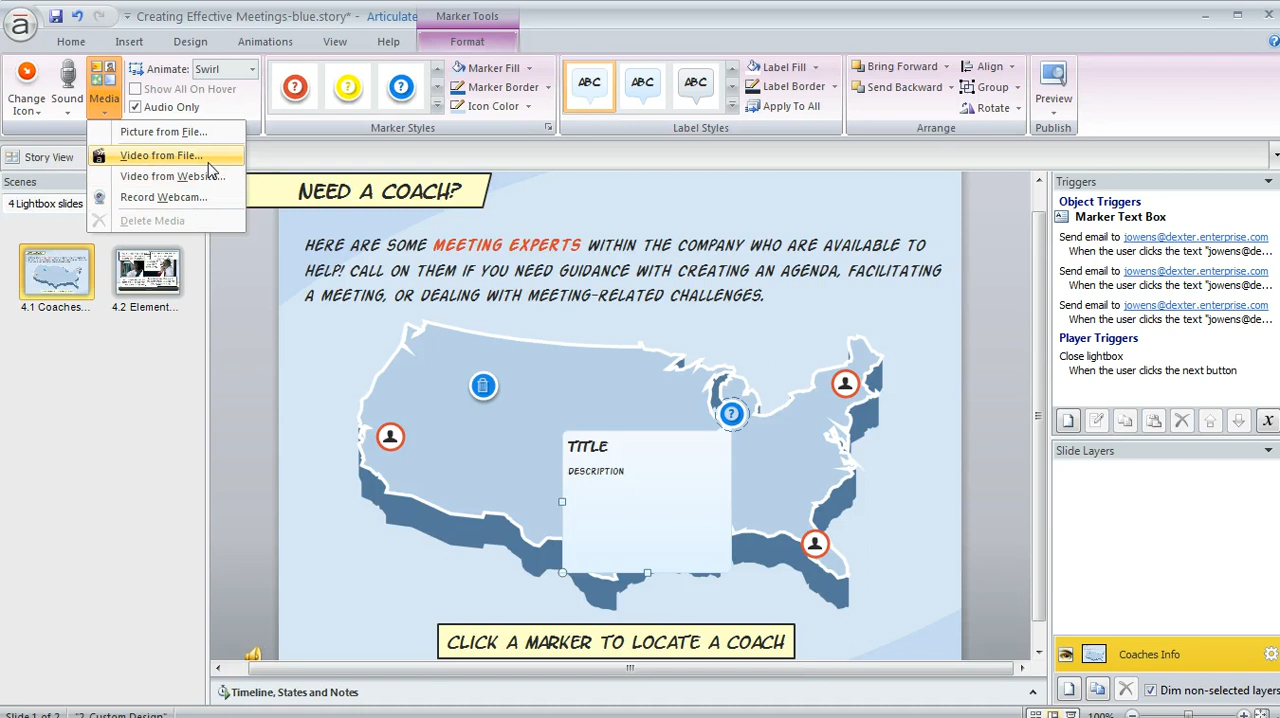 Creating Effective Meetings-blue.story* - Articulate
Marker Tools
Home
Insert
Design
Animations
View
Help
Format
Change
Icon
Sound
Media
Animate:
Swirl
Show All On Hover
Audio Only
Marker Fill
Marker Border
Icon Color
Marker Styles
ABC
ABC
ABC
Label Fill
Label Border
Apply To All
Label Styles
Bring Forward
Send Backward
Align
Group
Rotate
Arrange
Preview
Publish
Picture from File...
Video from File...
Video from Website...
Record Webcam...
Delete Media
Story View
Scenes
4 Lightbox slides
4.1 Coaches...
4.2 Element...
NEED A COACH?
HERE ARE SOME MEETING EXPERTS WITHIN THE COMPANY WHO ARE AVAILABLE TO
HELP! CALL ON THEM IF YOU NEED GUIDANCE WITH CREATING AN AGENDA, FACILITATING
A MEETING, OR DEALING WITH MEETING-RELATED CHALLENGES.
?
TITLE
DESCRIPTION
CLICK A MARKER TO LOCATE A COACH
Timeline, States and Notes
Triggers
Object Triggers
Marker Text Box
Send email to jowens@dexter.enterprise.com
When the user clicks the text "jowens@de...
Send email to jowens@dexter.enterprise.com
When the user clicks the text "jowens@de...
Send email to jowens@dexter.enterprise.com
When the user clicks the text "jowens@de...
Player Triggers
Close lightbox
When the user clicks the next button
Slide Layers
Coaches Info
Dim non-selected layers
Slide 1 of 2
"2_Custom Design"
100%